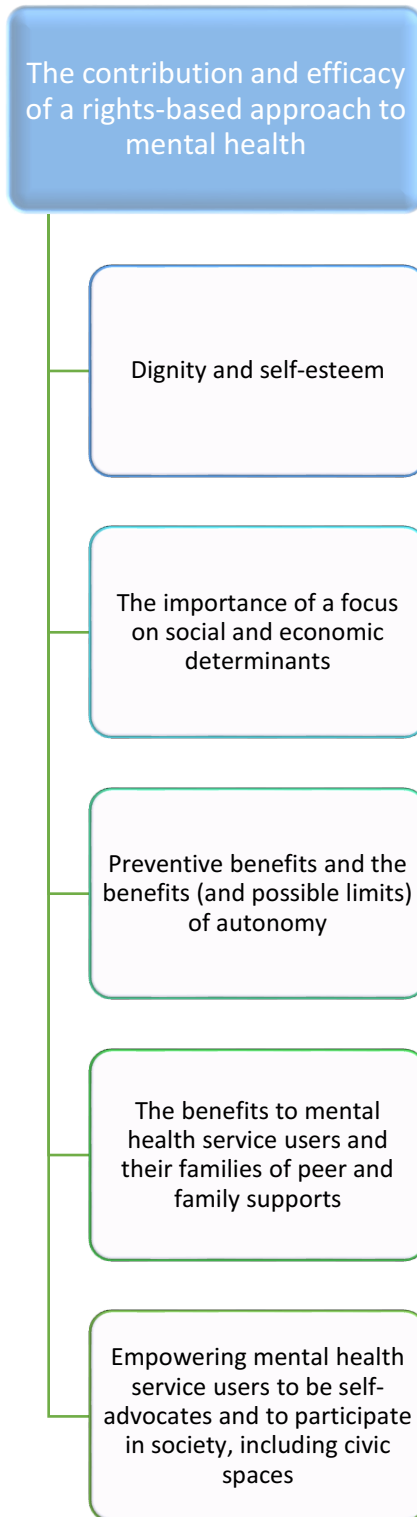 The contribution and efficacy
of a rights-based approach to
mental health
Dignity and self-esteem
The importance of a focus
on social and economic
determinants
Preventive benefits and the
benefits (and possible limits)
of autonomy
The benefits to mental
health service users and
their families of peer and
family supports
Empowering mental health
service users to be self-
advocates and to participate
in society, including civic
spaces